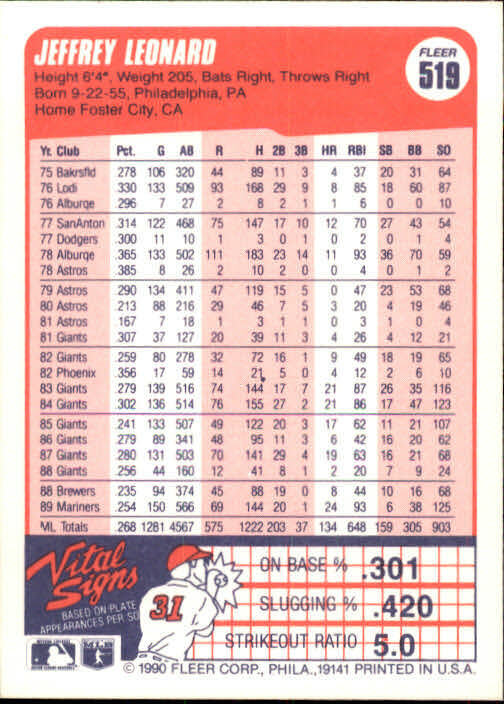 JEFFREY LEONARD
FLEER
519
Height 6'4", Weight 205, Bats Right, Throws Right
Born 9-22-55, Philadelphia, PA
Home Foster City, CA
Yr. Club Pct. G AB R H 2B 3B HR RBI SB BB SO
75 Bakrsfld .278 106 320 44 89 11 3 4 37 20 31 64
76 Lodi .330 133 509 93 168 29 9 8 85 18 60 87
76 Alburqe .296 7 27 2 8 2 1 1 2 0 0 10
77 SanAnton .314 122 468 75 147 17 10 12 70 27 43 54
77 Dodgers .300 11 10 1 3 0 1 0 2 0 1 4
78 Alburqe .365 133 502 111 183 23 14 11 93 36 70 59
78 Astros .385 8 26 2 10 2 0 0 4 0 1 2
79 Astros .290 134 411 47 119 15 5 0 47 23 53 68
80 Astros .213 88 216 29 46 7 5 3 20 4 19 46
81 Astros .167 7 18 1 3 1 1 0 3 1 0 4
81 Giants .307 37 127 20 39 11 3 4 26 4 12 21
82 Giants .259 80 278 32 72 16 1 9 49 18 19 65
82 Phoenix .356 17 59 14 21 5 0 4 12 2 6 10
83 Giants .279 139 516 74 144 17 7 21 87 26 35 116
84 Giants .302 136 514 76 155 27 2 21 86 17 47 123
85 Giants .241 133 507 49 122 20 3 17 62 11 21 107
86 Giants .279 89 341 48 95 11 3 6 42 16 20 62
87 Giants .280 131 503 70 141 29 4 19 63 16 21 68
88 Giants .256 44 160 12 41 8 1 2 20 7 9 24
88 Brewers .235 94 374 45 88 19 0 8 44 10 16 68
89 Mariners .254 150 566 69 144 20 1 24 93 6 38 125
ML Totals .268 1281 4567 575 1222 203 37 134 648 159 305 903
Vital
Signs
BASED ON PLATE
APPEARANCES PER SO
31
ON BASE % .301
SLUGGING % .420
STRIKEOUT RATIO 5.0
MLB
© 1990 FLEER CORP., PHILA., 19141 PRINTED IN U.S.A.